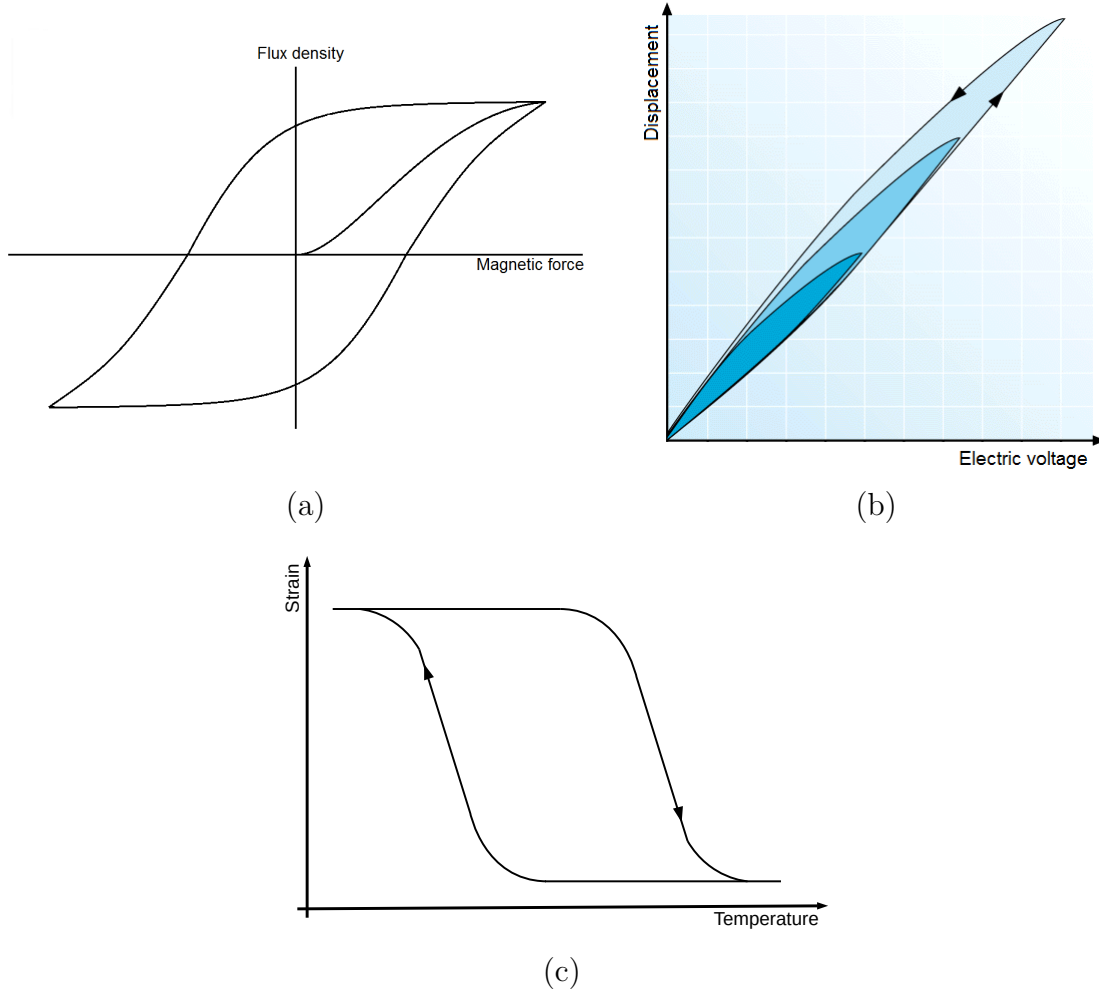 Flux density
Magnetic force
(a)
Displacement
Electric voltage
(b)
Strain
Temperature
(c)